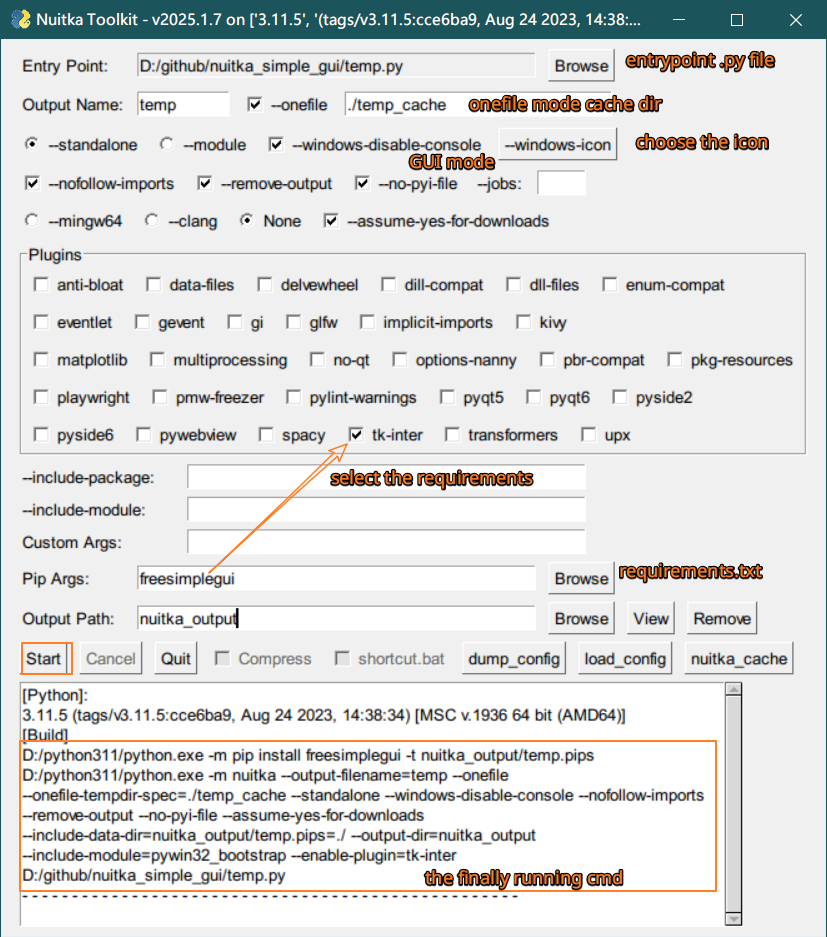 Nuitka Toolkit - v2025.1.7 on ['3.11.5', '(tags/v3.11.5:cce6ba9, Aug 24 2023, 14:38:...
Entry Point: D:/github/nuitka_simple_gui/temp.py Browse entrypoint .py file
Output Name: temp --onefile ./temp_cache onefile mode cache dir
--standalone --module --windows-disable-console --windows-icon choose the icon
GUI mode
--nofollow-imports --remove-output --no-pyi-file --jobs:
--mingw64 --clang None --assume-yes-for-downloads
Plugins
anti-bloat data-files delvewheel dill-compat dll-files enum-compat
eventlet gevent gi glfw implicit-imports kivy
matplotlib multiprocessing no-qt options-nanny pbr-compat pkg-resources
playwright pmw-freezer pylint-warnings pyqt5 pyqt6 pyside2
pyside6 pywebview spacy tk-inter transformers upx
--include-package: select the requirements
--include-module:
Custom Args:
Pip Args: freesimplegui Browse requirements.txt
Output Path: nuitka_output Browse View Remove
Start Cancel Quit Compress shortcut.bat dump_config load_config nuitka_cache
[Python]:
3.11.5 (tags/v3.11.5:cce6ba9, Aug 24 2023, 14:38:34) [MSC v.1936 64 bit (AMD64)]
[Build]
D:/python311/python.exe -m pip install freesimplegui -t nuitka_output/temp.pips
D:/python311/python.exe -m nuitka --output-filename=temp --onefile
--onefile-tempdir-spec=./temp_cache --standalone --windows-disable-console --nofollow-imports
--remove-output --no-pyi-file --assume-yes-for-downloads
--include-data-dir=nuitka_output/temp.pips=./ --output-dir=nuitka_output
--include-module=pywin32_bootstrap --enable-plugin=tk-inter
D:/github/nuitka_simple_gui/temp.py the finally running cmd
- - - - - - - - - - - - - - - - - - - - - - - - - - - - - - - - - - - - - - - - - - - - - - - - - -